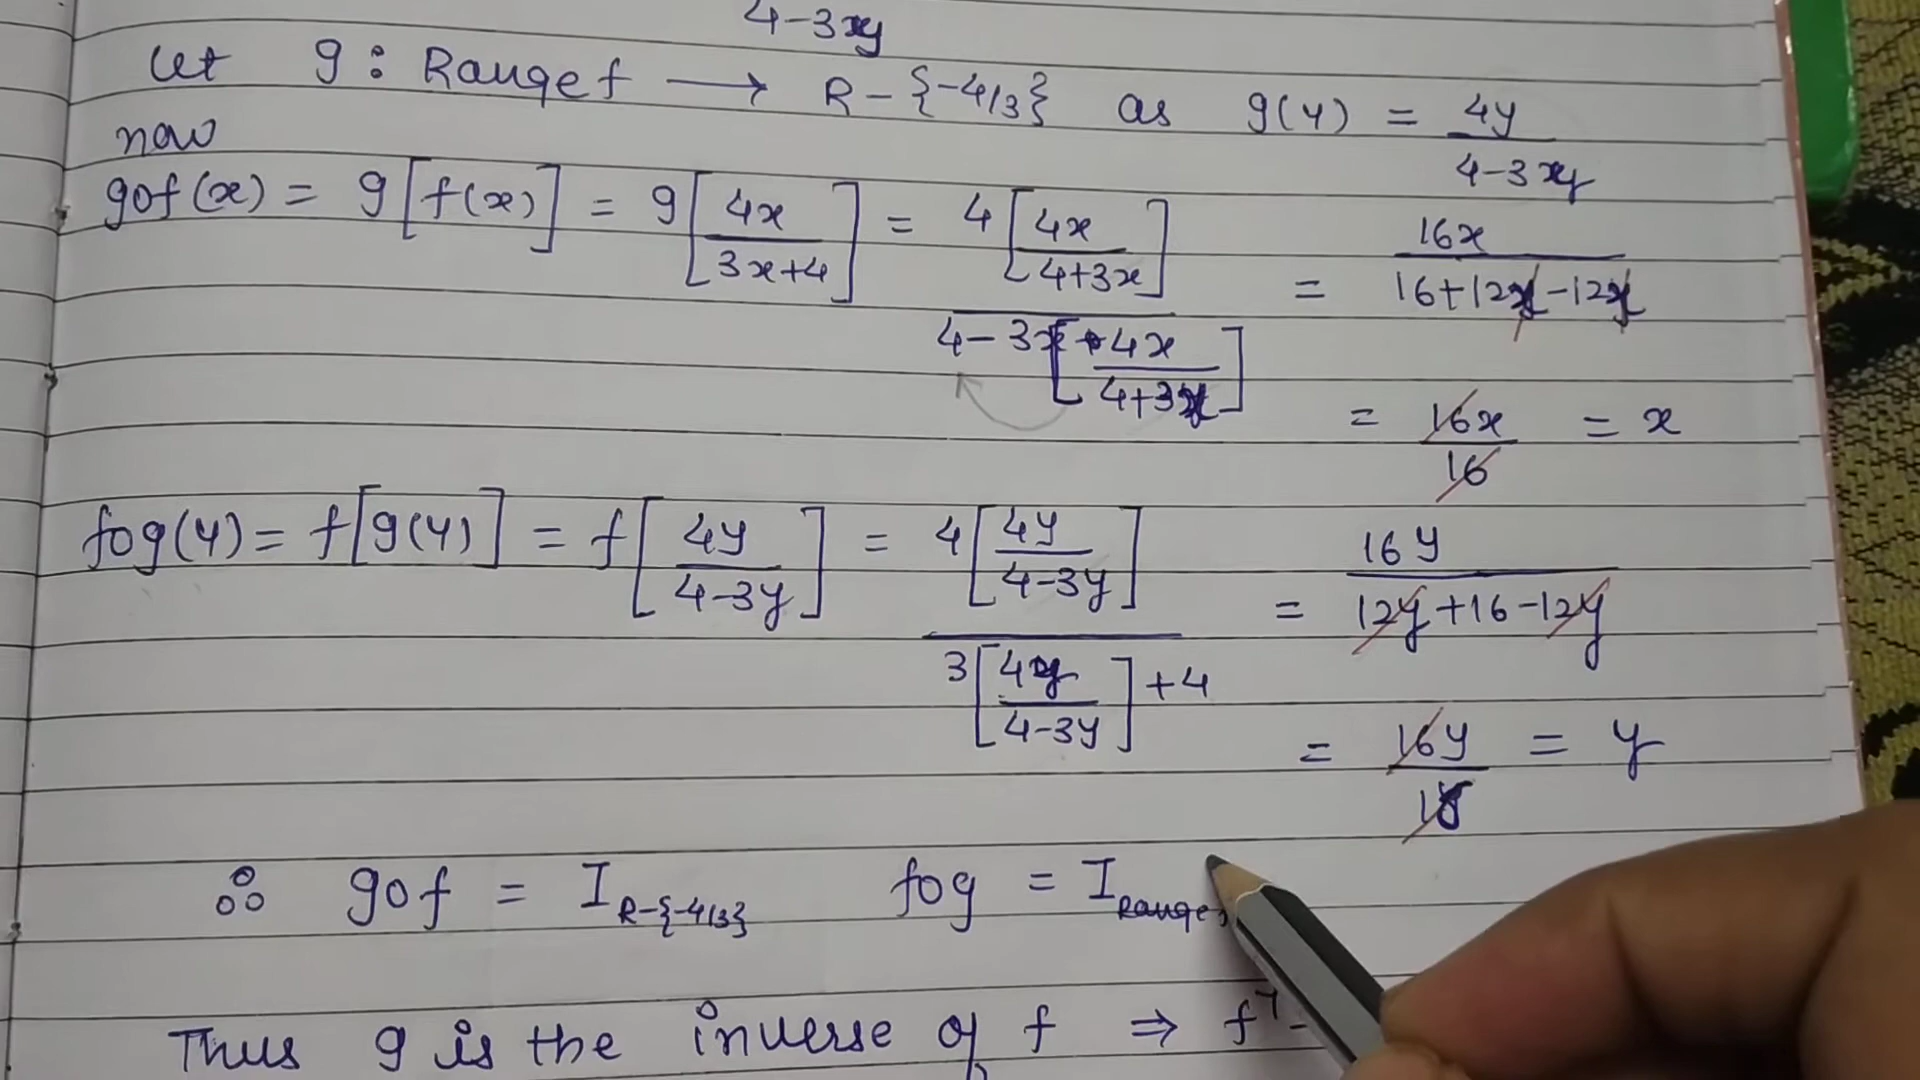 4-3xy
Let g : Range f → R-{-4/3} as g(y) = 4y / 4-3xy
now
gof(x) = g[f(x)] = g[4x / 3x+4] = 4[4x / 4+3x] / 4-3[4x / 4+3x] = 16x / 16+12x-12x
= 16x / 16 = x
fog(y) = f[g(y)] = f[4y / 4-3y] = 4[4y / 4-3y] / 3[4y / 4-3y]+4 = 16y / 12y+16-12y
= 16y / 16 = y
∴ gof = I R-{-4/3} fog = I Range
Thus g is the inverse of f ⇒ f